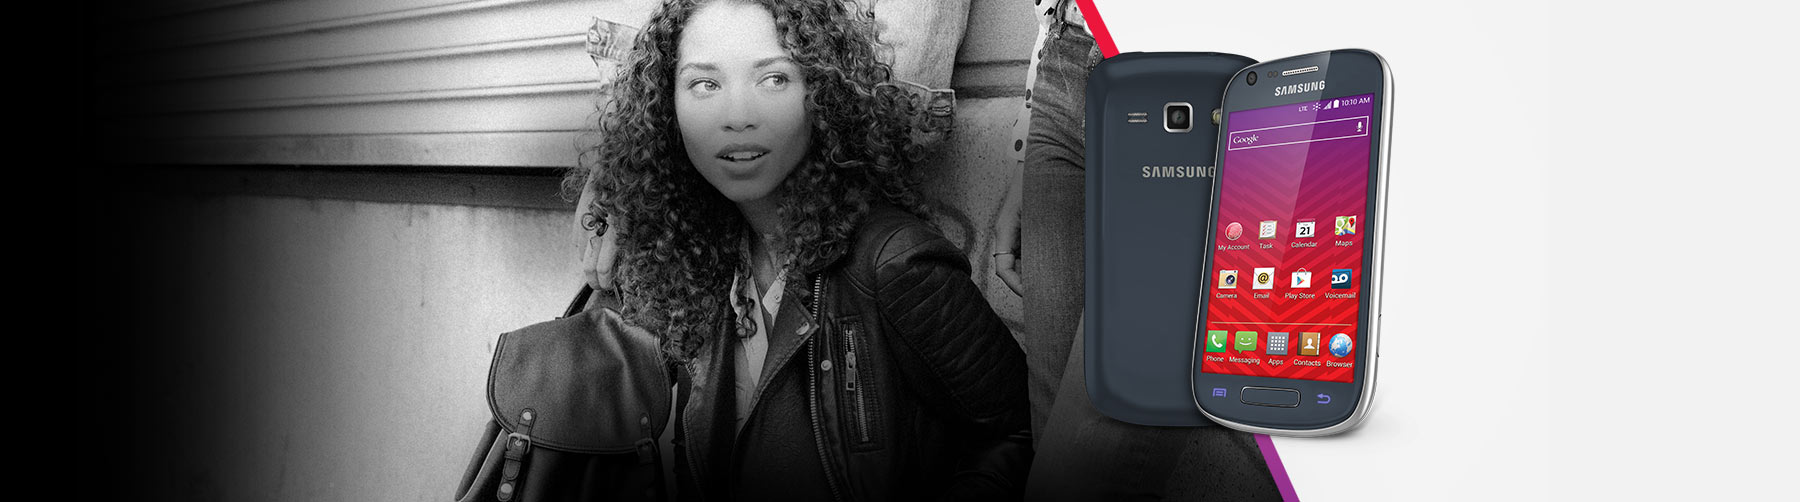 SAMSUNG
SAMSUNG
LTE 10:10 AM
Google
My Account Task Calendar 21 Maps
Camera Email Play Store Voicemail
Phone Messaging Apps Contacts Browser